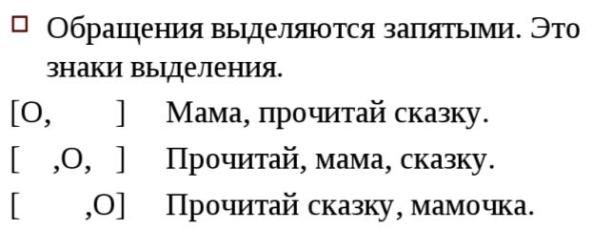 Обращения выделяются запятыми. Это
знаки выделения.
[О, ] Мама, прочитай сказку.
[ ,О, ] Прочитай, мама, сказку.
[ ,О] Прочитай сказку, мамочка.